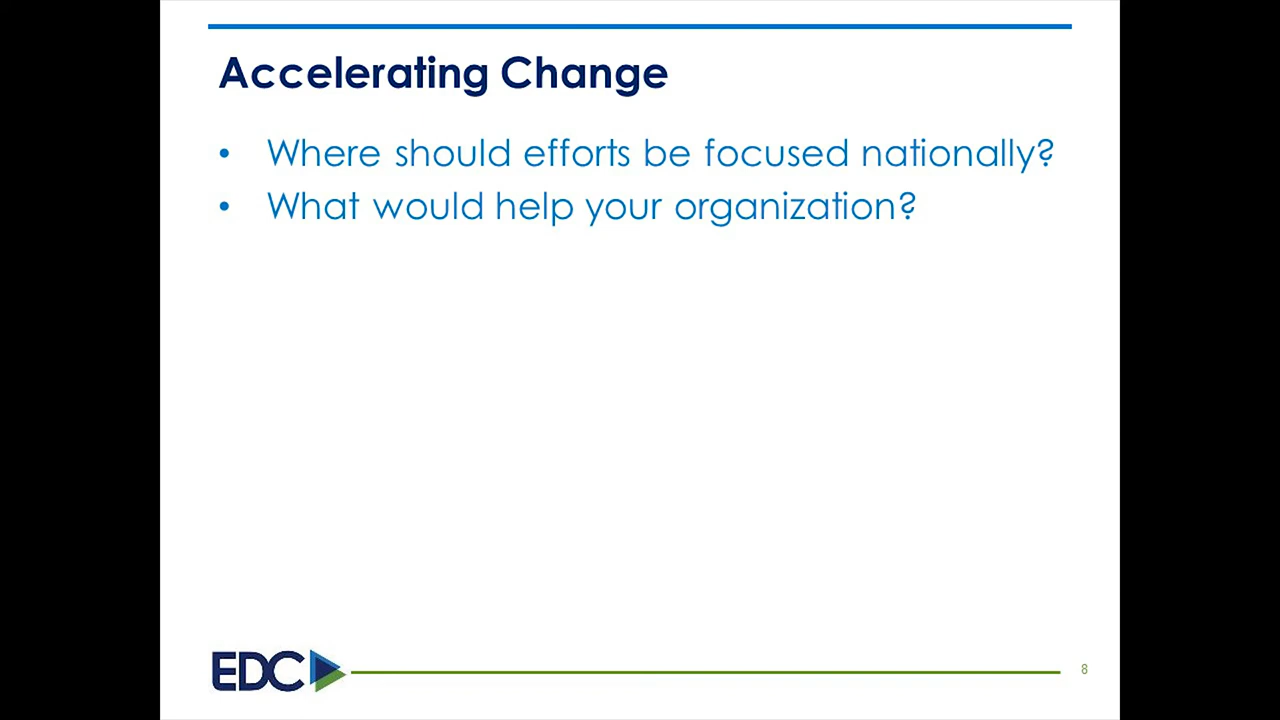 Accelerating Change
• Where should efforts be focused nationally?
• What would help your organization?
EDC
8